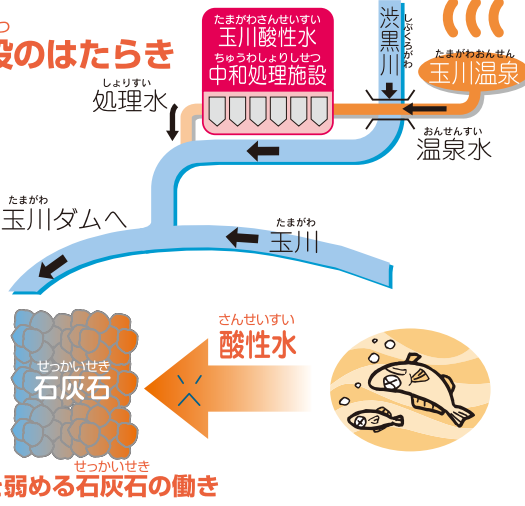 つ
設のはたらき
たまがわさんせいすい
玉川酸性水
ちゅうわしょりしせつ
中和処理施設
しぶくろがわ
渋黒川
たまがわおんせん
玉川温泉
しょりすい
処理水
おんせんすい
温泉水
たまがわ
玉川ダムへ
たまがわ
玉川
さんせいすい
酸性水
せっかいせき
石灰石
せっかいせき
を弱める石灰石の働き